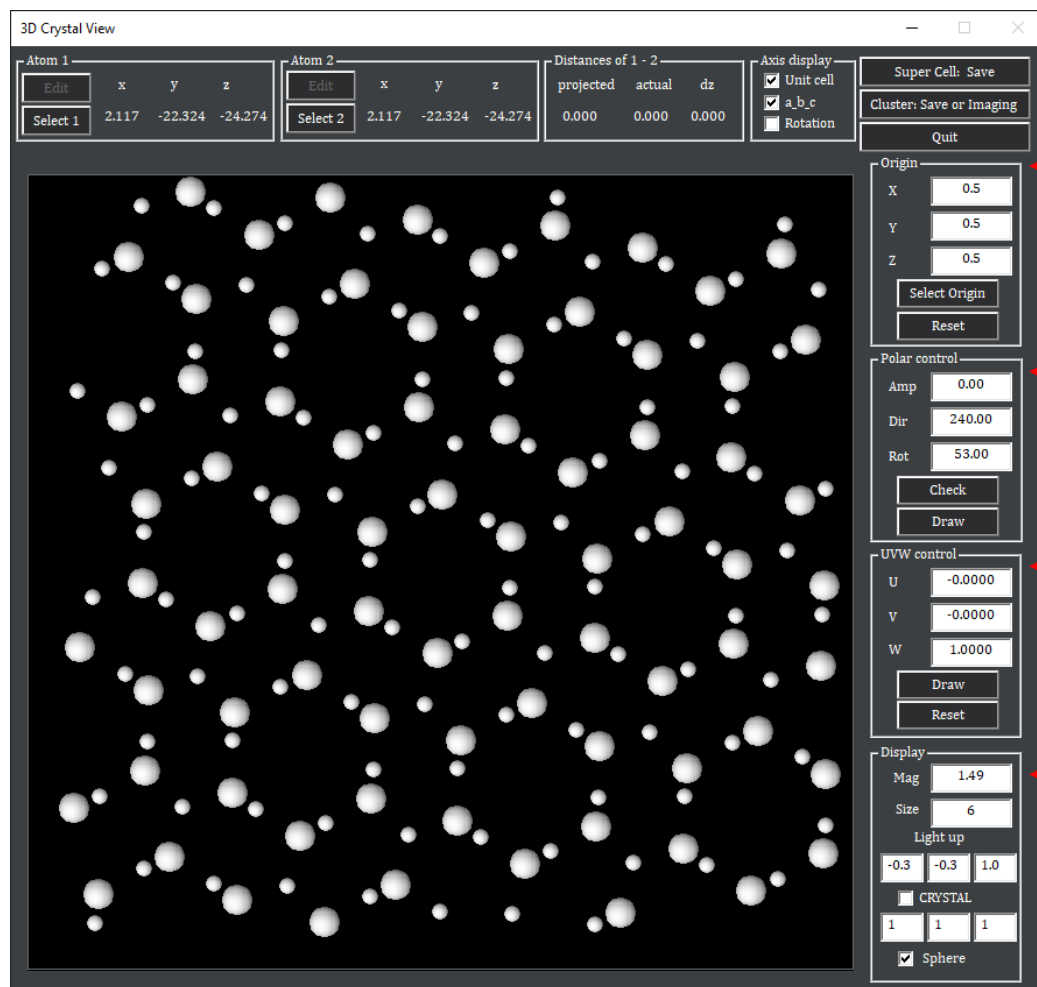 3D Crystal View
Atom 1
Edit x y z
Select 1 2.117 -22.324 -24.274
Atom 2
Edit x y z
Select 2 2.117 -22.324 -24.274
Distances of 1 - 2
projected actual dz
0.000 0.000 0.000
Axis display
Unit cell
a_b_c
Rotation
Super Cell: Save
Cluster: Save or Imaging
Quit
Origin
X 0.5
Y 0.5
Z 0.5
Select Origin
Reset
Polar control
Amp 0.00
Dir 240.00
Rot 53.00
Check
Draw
UVW control
U -0.0000
V -0.0000
W 1.0000
Draw
Reset
Display
Mag 1.49
Size 6
Light up
-0.3 -0.3 1.0
CRYSTAL
1 1 1
Sphere